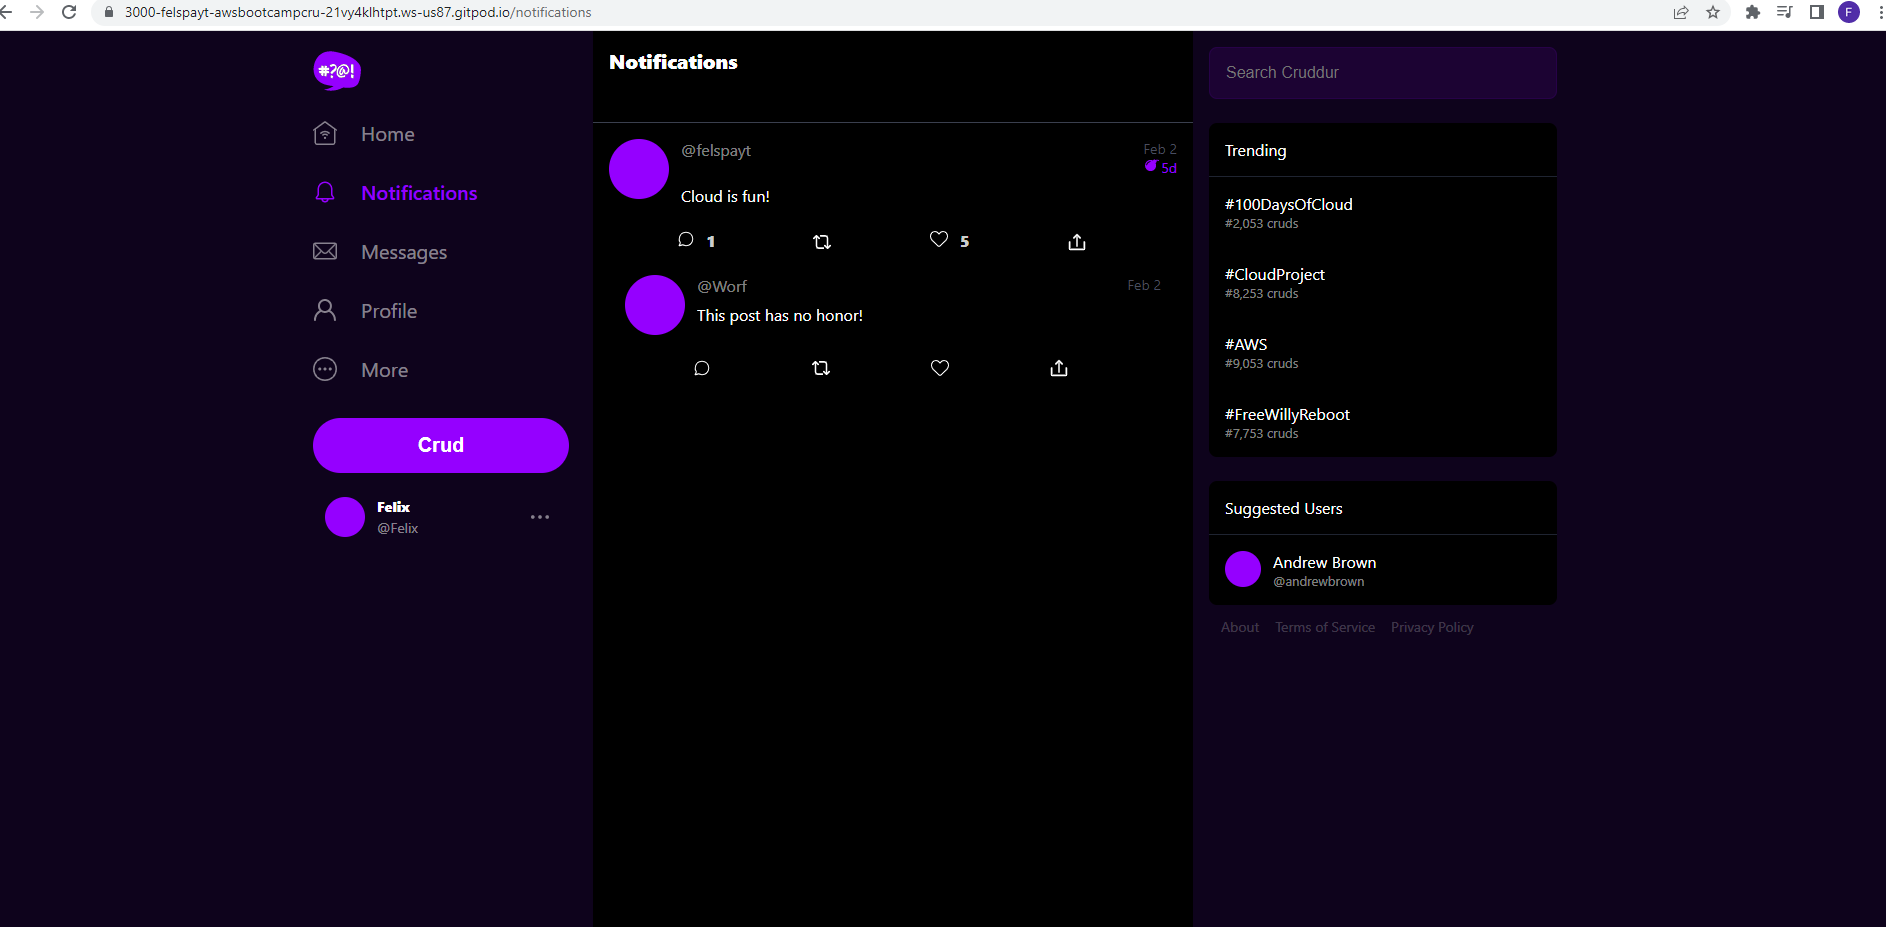 3000-felspayt-awsbootcampcru-21vy4klhtpt.ws-us87.gitpod.io/notifications
F
#?@!
Home
Notifications
Messages
Profile
More
Crud
Felix
@Felix
Notifications
@felspayt
Feb 2
5d
Cloud is fun!
1
5
@Worf
Feb 2
This post has no honor!
Search Cruddur
Trending
#100DaysOfCloud
#2,053 cruds
#CloudProject
#8,253 cruds
#AWS
#9,053 cruds
#FreeWillyReboot
#7,753 cruds
Suggested Users
Andrew Brown
@andrewbrown
About Terms of Service Privacy Policy